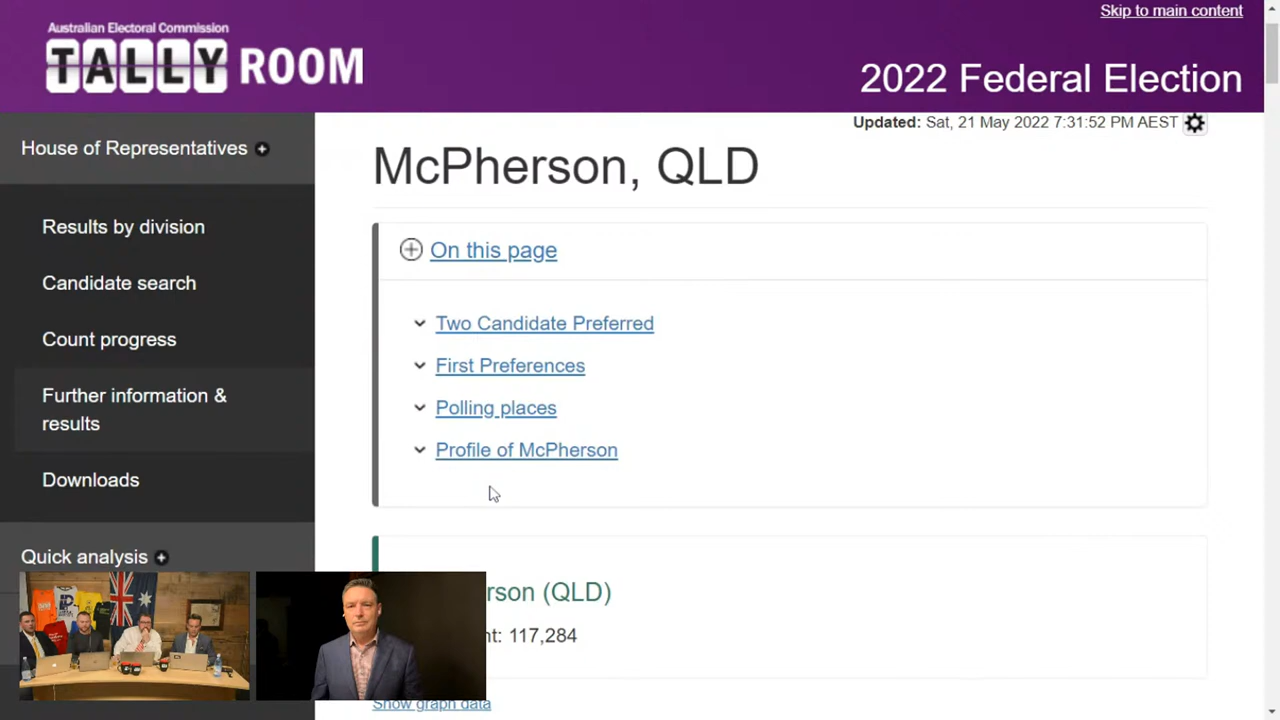 Skip to main content
Australian Electoral Commission
TALLY ROOM
2022 Federal Election
Updated: Sat, 21 May 2022 7:31:52 PM AEST
House of Representatives
Results by division
Candidate search
Count progress
Further information &
results
Downloads
Quick analysis
McPherson, QLD
On this page
Two Candidate Preferred
First Preferences
Polling places
Profile of McPherson
(QLD)
117,284
Show graph data